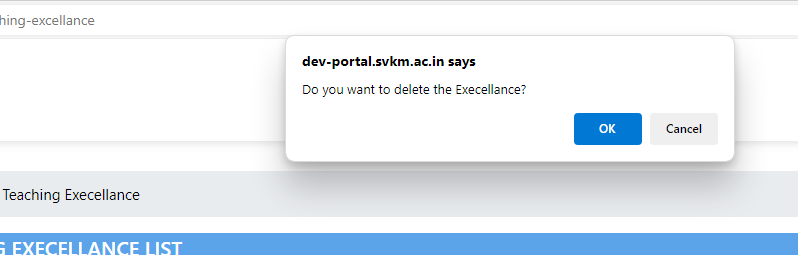 hing-excellance
dev-portal.svkm.ac.in says
Do you want to delete the Execellance?
OK
Cancel
Teaching Execellance
G EXECELLANCE LIST